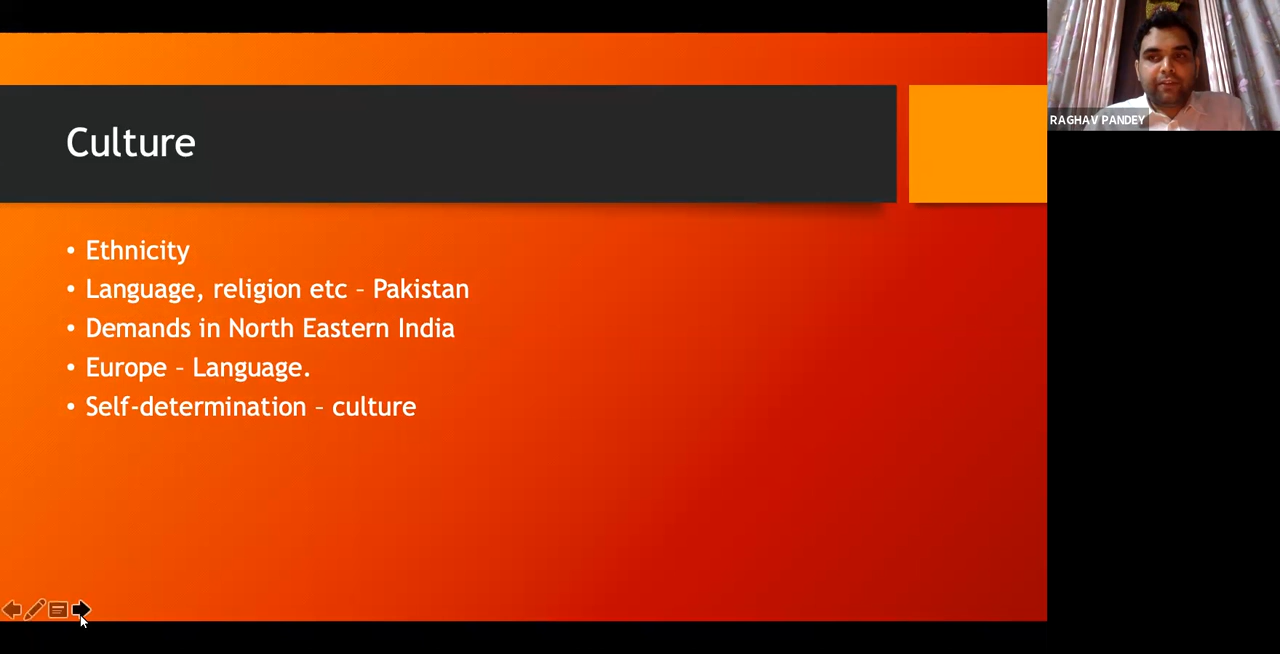 Culture
• Ethnicity
• Language, religion etc – Pakistan
• Demands in North Eastern India
• Europe – Language.
• Self-determination – culture
RAGHAV PANDEY